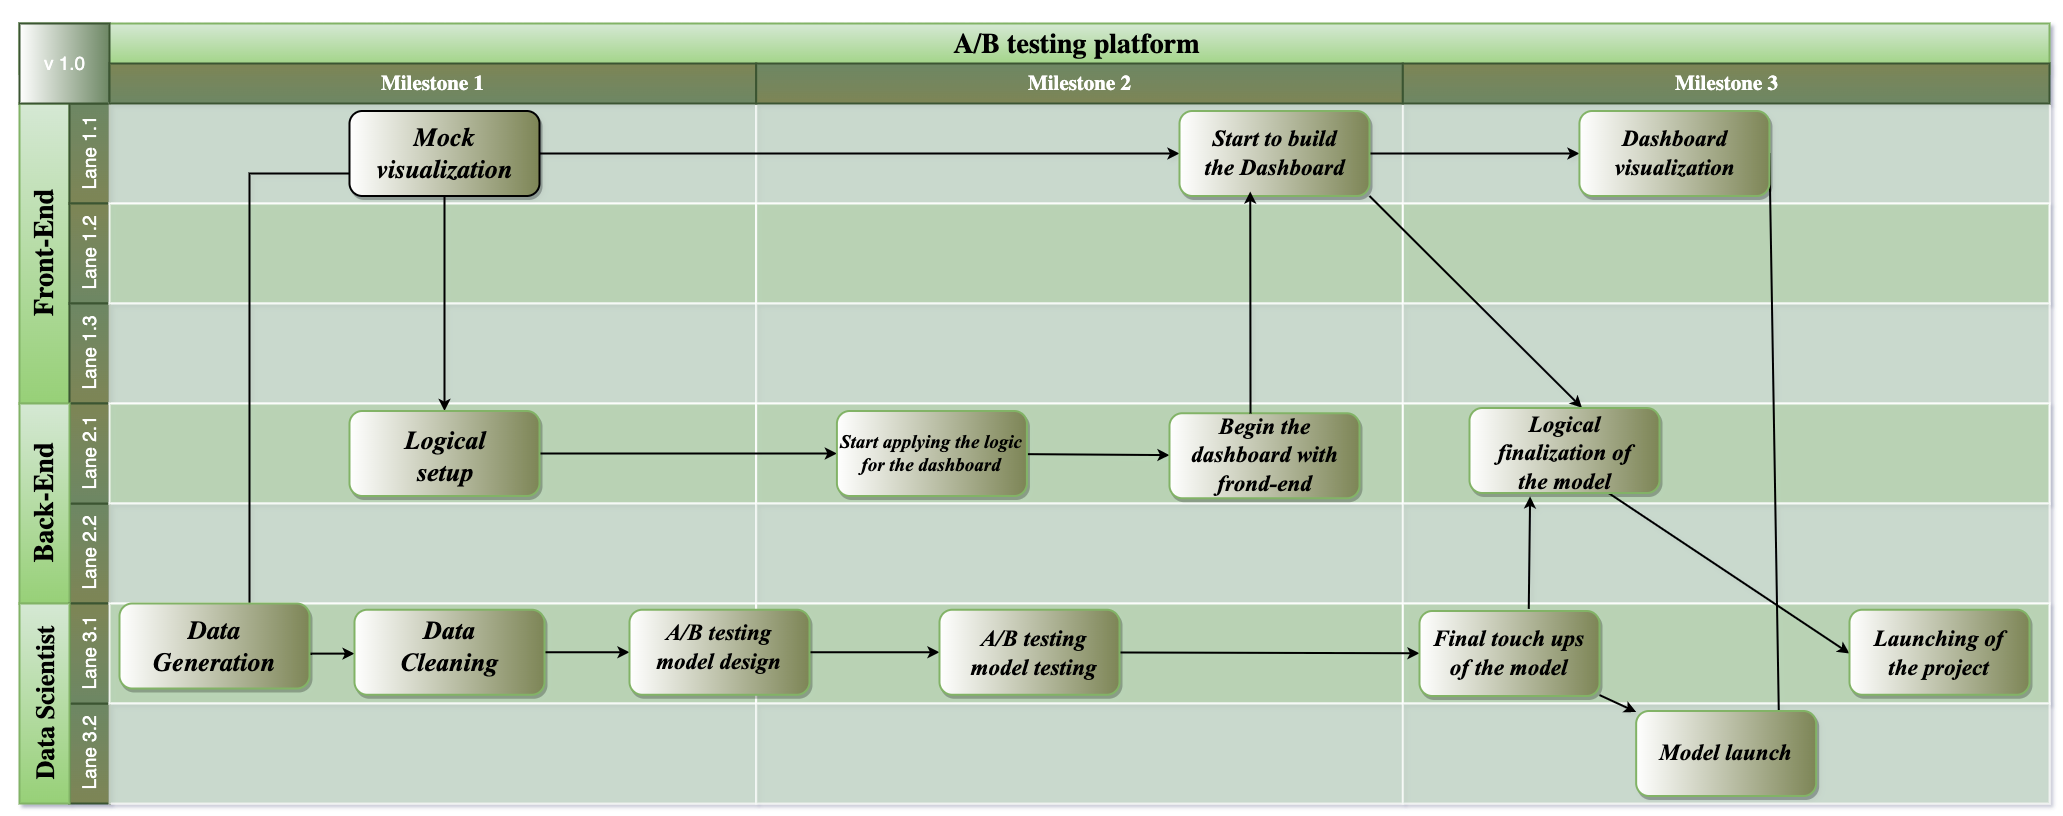 v 1.0
A/B testing platform
Milestone 1
Milestone 2
Milestone 3
Front-End
Lane 1.1
Mock
visualization
Start to build
the Dashboard
Dashboard
visualization
Lane 1.2
Lane 1.3
Back-End
Lane 2.1
Logical
setup
Start applying the logic
for the dashboard
Begin the
dashboard with
frond-end
Logical
finalization of
the model
Lane 2.2
Data Scientist
Lane 3.1
Data
Generation
Data
Cleaning
A/B testing
model design
A/B testing
model testing
Final touch ups
of the model
Launching of
the project
Lane 3.2
Model launch